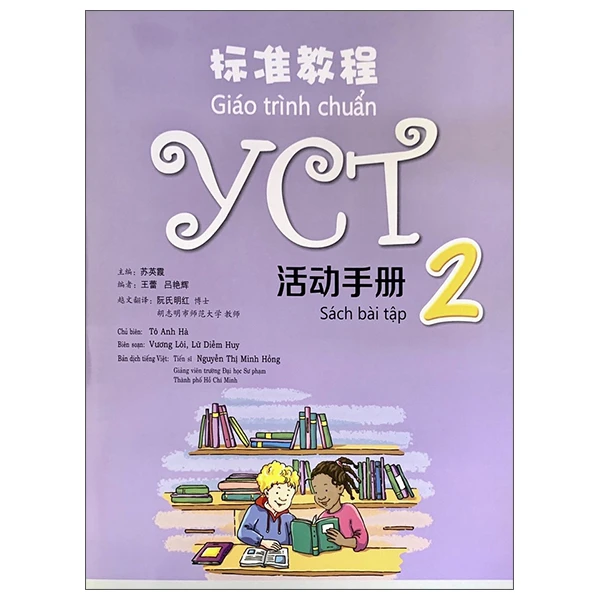 标准教程
Giáo trình chuẩn
YCT
活动手册 2
Sách bài tập
主编：苏英霞
编者：王蕾 吕艳辉
越文翻译：阮氏明红 博士
胡志明市师范大学 教师
Chủ biên: Tô Anh Hà
Biên soạn: Vương Lôi, Lữ Diễm Huy
Bản dịch tiếng Việt: Tiến sĩ Nguyễn Thị Minh Hồng
Giảng viên trường Đại học Sư phạm
Thành phố Hồ Chí Minh